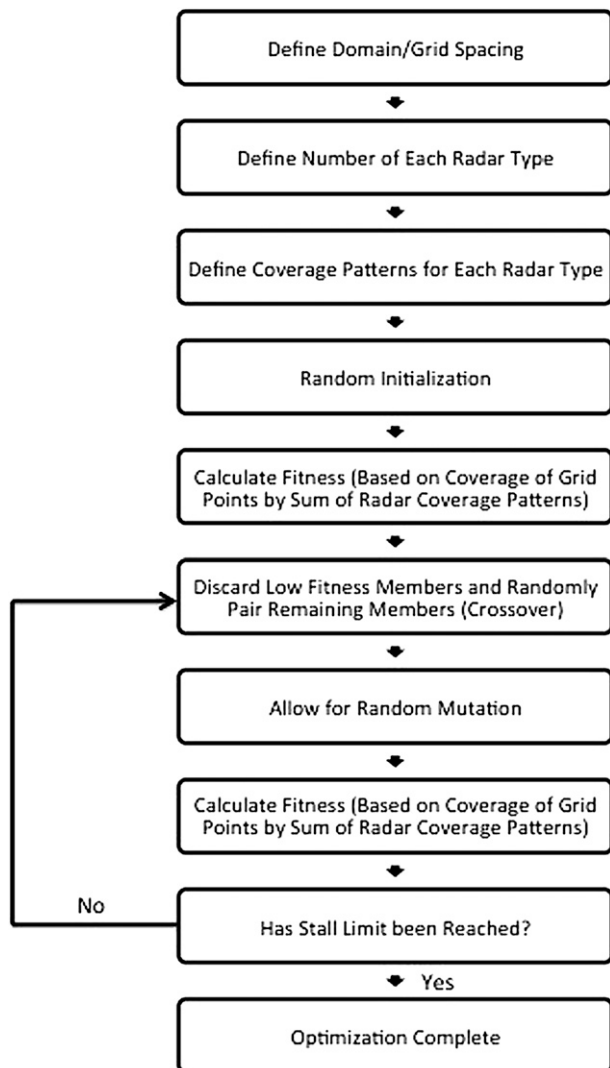 Define Domain/Grid Spacing
Define Number of Each Radar Type
Define Coverage Patterns for Each Radar Type
Random Initialization
Calculate Fitness (Based on Coverage of Grid
Points by Sum of Radar Coverage Patterns)
Discard Low Fitness Members and Randomly
Pair Remaining Members (Crossover)
Allow for Random Mutation
Calculate Fitness (Based on Coverage of Grid
Points by Sum of Radar Coverage Patterns)
No
Has Stall Limit been Reached?
Yes
Optimization Complete